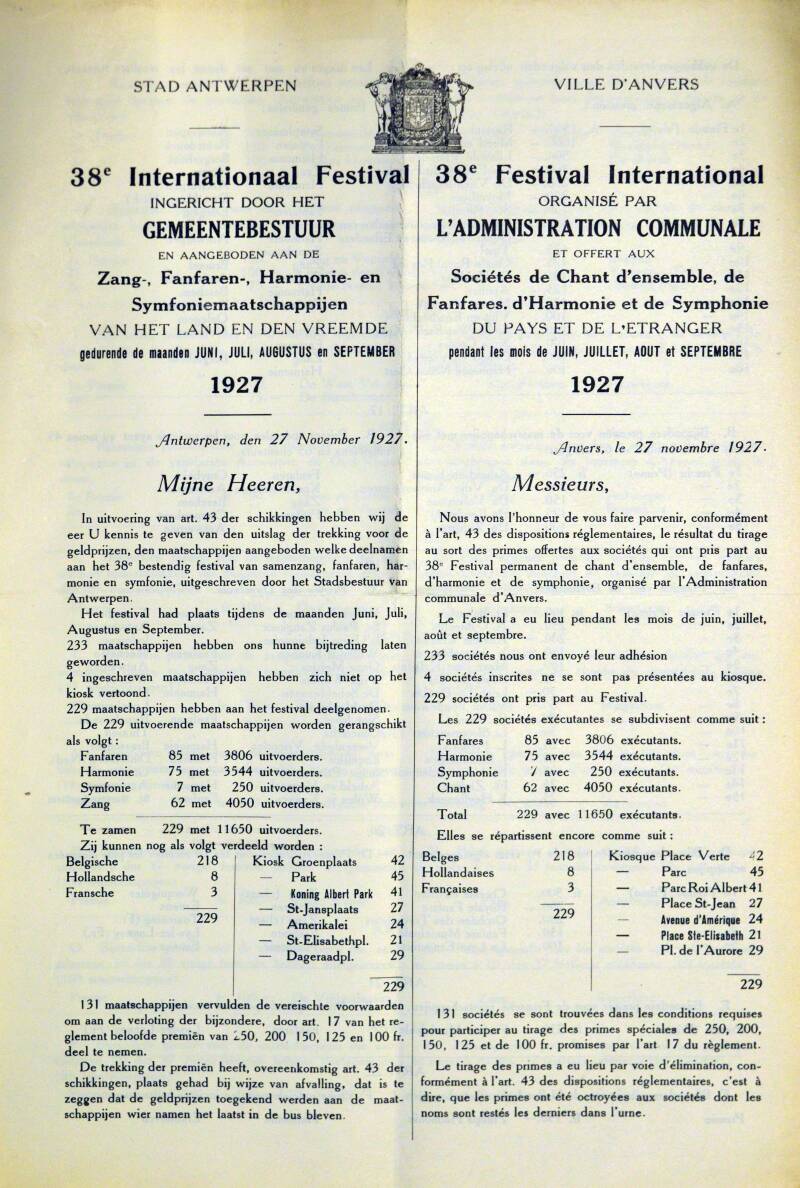 STAD ANTWERPEN
38e Internationaal Festival
INGERICHT DOOR HET
GEMEENTEBESTUUR
EN AANGEBODEN AAN DE
Zang-, Fanfaren-, Harmonie- en
Symfoniemaatschappijen
VAN HET LAND EN DEN VREEMDE
gedurende de maanden JUNI, JULI, AUGUSTUS en SEPTEMBER
1927
Antwerpen, den 27 November 1927.
Mijne Heeren,
In uitvoering van art. 43 der schikkingen hebben wij de
eer U kennis te geven van den uitslag der trekking voor de
geldprijzen, den maatschappijen aangeboden welke deelnamen
aan het 38e bestendig festival van samenzang, fanfaren, har-
monie en symfonie, uitgeschreven door het Stadsbestuur van
Antwerpen.
Het festival had plaats tijdens de maanden Juni, Juli,
Augustus en September.
233 maatschappijen hebben ons hunne bijtreding laten
geworden.
4 ingeschreven maatschappijen hebben zich niet op het
kiosk vertoond.
229 maatschappijen hebben aan het festival deelgenomen.
De 229 uitvoerende maatschappijen worden gerangschikt
als volgt :
Fanfaren 85 met 3806 uitvoerders.
Harmonie 75 met 3544 uitvoerders.
Symfonie 7 met 250 uitvoerders.
Zang 62 met 4050 uitvoerders.
Te zamen 229 met 11650 uitvoerders.
Zij kunnen nog als volgt verdeeld worden :
Belgische 218
Hollandsche 8
Fransche 3
229
Kiosk Groenplaats 42
— Park 45
— Koning Albert Park 41
— St-Jansplaats 27
— Amerikalei 24
— St-Elisabethpl. 21
— Dageraadpl. 29
229
131 maatschappijen vervulden de vereischte voorwaarden
om aan de verloting der bijzondere, door art. 17 van het re-
glement beloofde premiën van 250, 200 150, 125 en 100 fr.
deel te nemen.
De trekking der premiën heeft, overeenkomstig art. 43 der
schikkingen, plaats gehad bij wijze van afvalling, dat is te
zeggen dat de geldprijzen toegekend werden aan de maat-
schappijen wier namen het laatst in de bus bleven.
VILLE D'ANVERS
38e Festival International
ORGANISÉ PAR
L'ADMINISTRATION COMMUNALE
ET OFFERT AUX
Sociétés de Chant d'ensemble, de
Fanfares. d'Harmonie et de Symphonie
DU PAYS ET DE L'ETRANGER
pendant les mois de JUIN, JUILLET, AOUT et SEPTEMBRE
1927
Anvers, le 27 novembre 1927.
Messieurs,
Nous avons l'honneur de vous faire parvenir, conformément
à l'art, 43 des dispositions réglementaires, le résultat du tirage
au sort des primes offertes aux sociétés qui ont pris part au
38e Festival permanent de chant d'ensemble, de fanfares,
d'harmonie et de symphonie, organisé par l'Administration
communale d'Anvers.
Le Festival a eu lieu pendant les mois de juin, juillet,
août et septembre.
233 sociétés nous ont envoyé leur adhésion
4 sociétés inscrites ne se sont pas présentées au kiosque.
229 sociétés ont pris part au Festival.
Les 229 sociétés exécutantes se subdivisent comme suit :
Fanfares 85 avec 3806 exécutants.
Harmonie 75 avec 3544 exécutants.
Symphonie 7 avec 250 exécutants.
Chant 62 avec 4050 exécutants.
Total 229 avec 11650 exécutants.
Elles se répartissent encore comme suit :
Belges 218
Hollandaises 8
Françaises 3
229
Kiosque Place Verte 42
— Parc 45
— Parc Roi Albert 41
— Place St-Jean 27
— Avenue d'Amérique 24
— Place Ste-Elisabeth 21
— Pl. de l'Aurore 29
229
131 sociétés se sont trouvées dans les conditions requises
pour participer au tirage des primes spéciales de 250, 200,
150, 125 et de 100 fr. promises par l'art 17 du règlement.
Le tirage des primes a eu lieu par voie d'élimination, con-
formément à l'art. 43 des dispositions réglementaires, c'est à
dire, que les primes ont été octroyées aux sociétés dont les
noms sont restés les derniers dans l'urne.